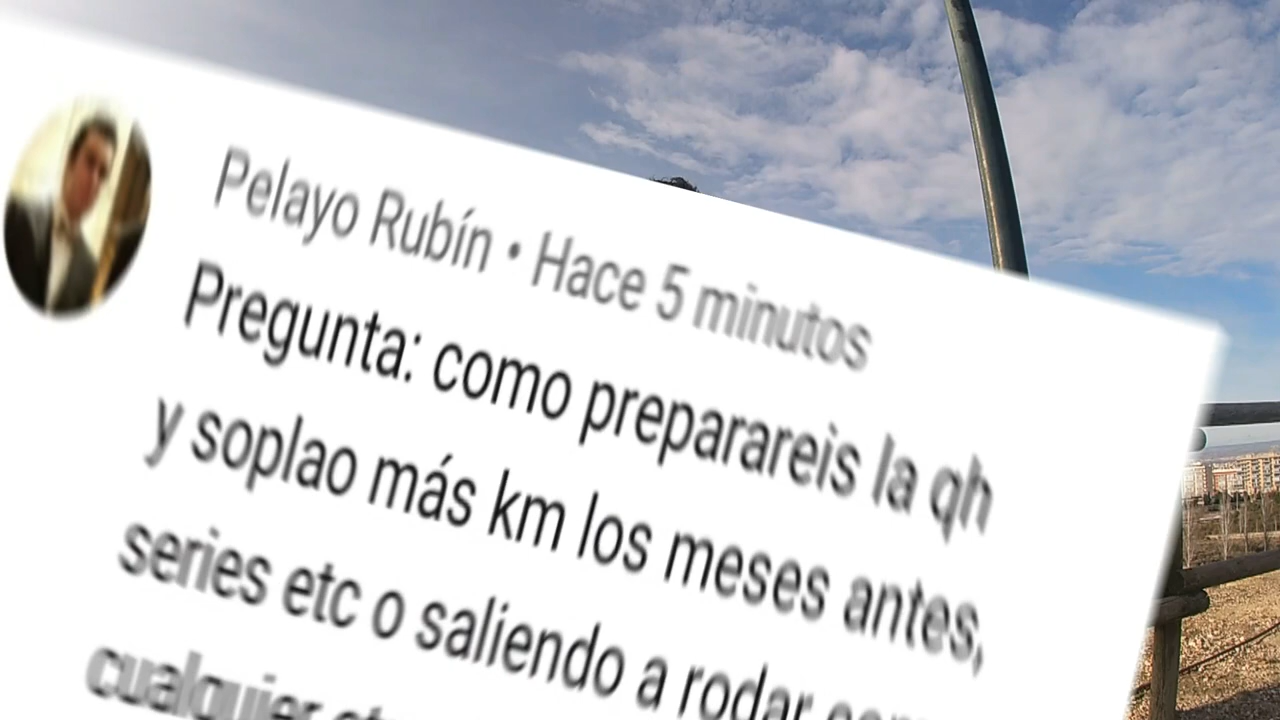 Pelayo Rubín • Hace 5 minutos
Pregunta: como preparareis la qh
y soplao más km los meses antes,
series etc o saliendo a rodar
cualquier